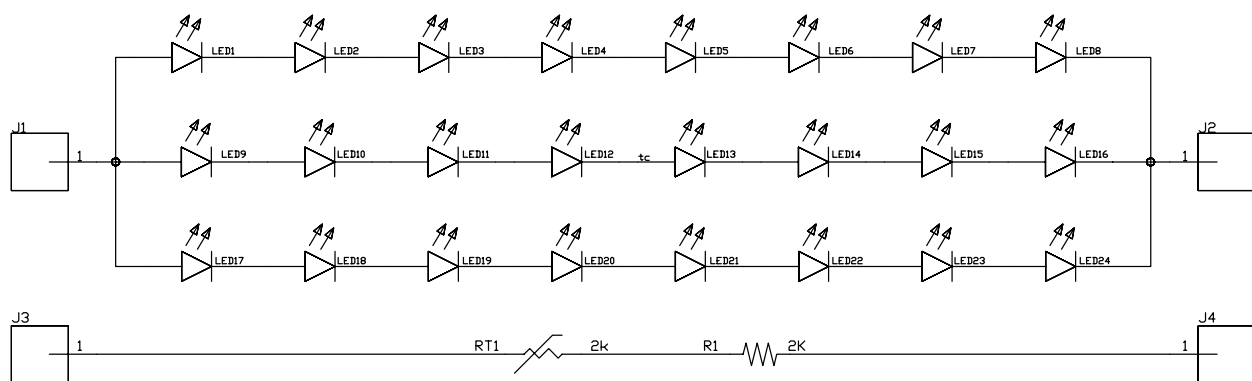 LED1 LED2 LED3 LED4 LED5 LED6 LED7 LED8
J1 J2
1 LED9 LED10 LED11 LED12 tc LED13 LED14 LED15 LED16 1
LED17 LED18 LED19 LED20 LED21 LED22 LED23 LED24
J3 J4
1 RT1 2k R1 2K 1